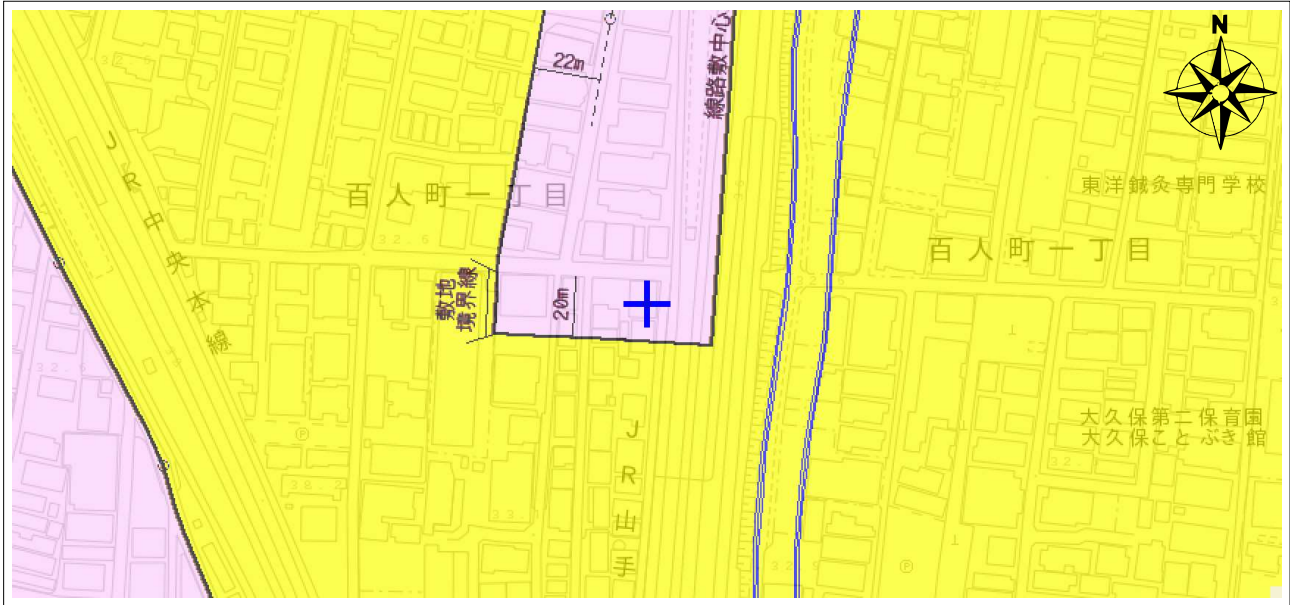 N
22m
線路敷中心
JR中央本線
百人町一丁目
東洋鍼灸専門学校
32.6
百人町一丁目
敷地
境界線
20m
大久保第二保育園
大久保ことぶき館
JR山手